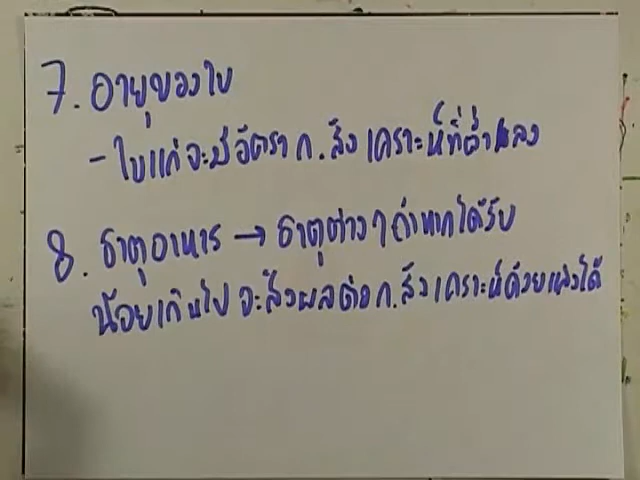 7. อายุของใบ
- ใบแก่จะมีอัตราก.สังเคราะห์ที่ต่ำลง
8. ธาตุอาหาร → ธาตุต่างๆถ้าหากได้รับ
น้อยเกินไป จะส่งผลต่อก.สังเคราะห์ด้วยแสงได้